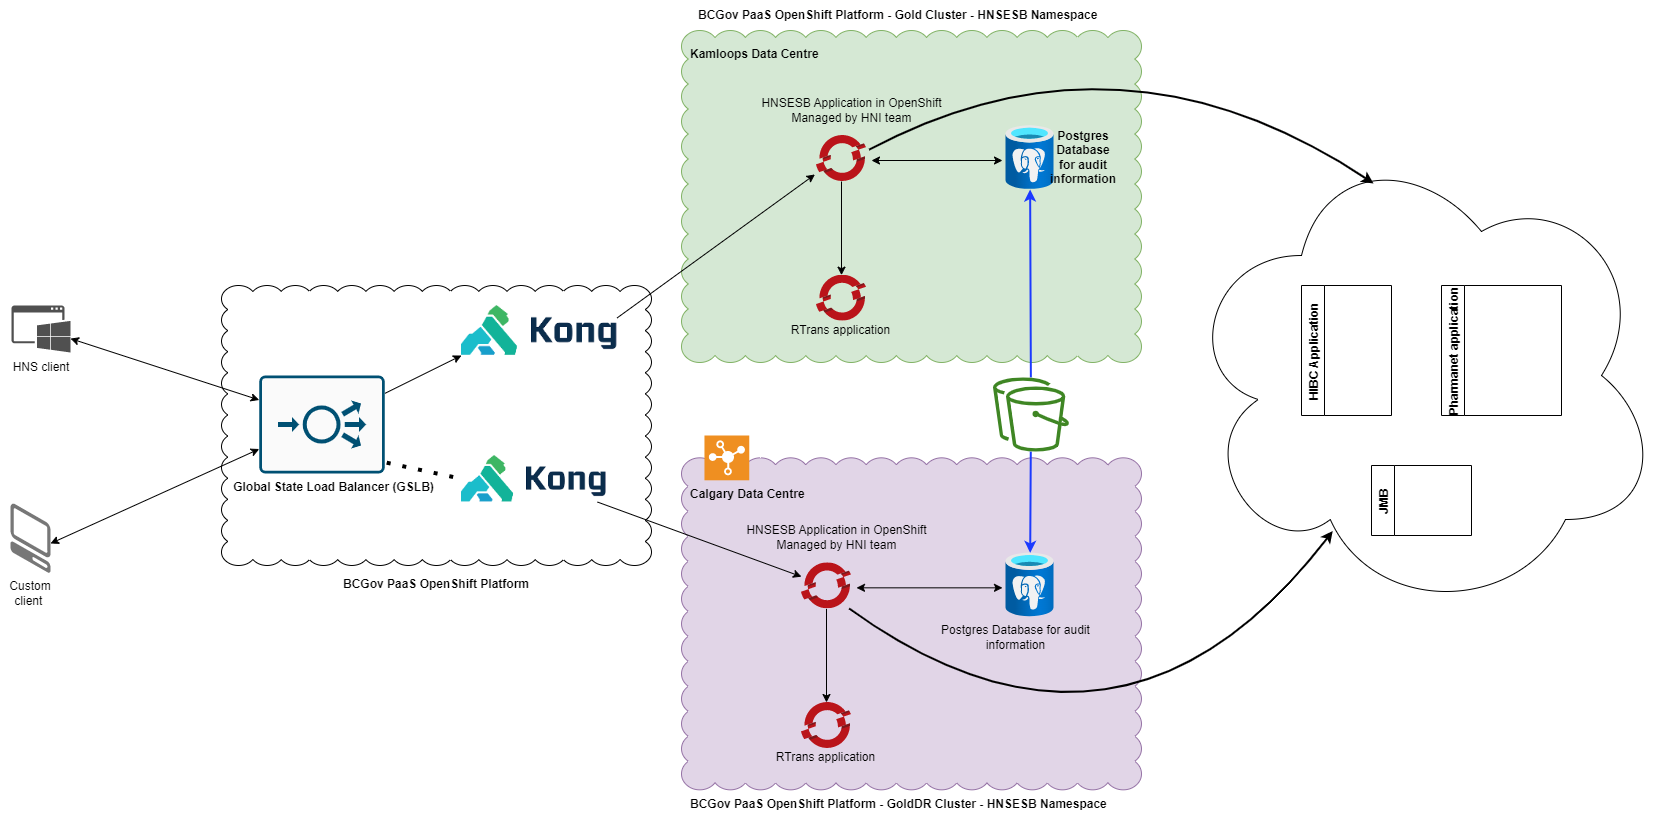 BCGov PaaS OpenShift Platform - Gold Cluster - HNSESB Namespace
Kamloops Data Centre
HNSESB Application in OpenShift
Managed by HNI team
Postgres
Database
for audit
information
RTrans application
HNS client
Kong
Global State Load Balancer (GSLB)
Kong
Custom
client
BCGov PaaS OpenShift Platform
Calgary Data Centre
HNSESB Application in OpenShift
Managed by HNI team
Postgres Database for audit
information
RTrans application
BCGov PaaS OpenShift Platform - GoldDR Cluster - HNSESB Namespace
HIBC Application
Pharmanet application
JMB